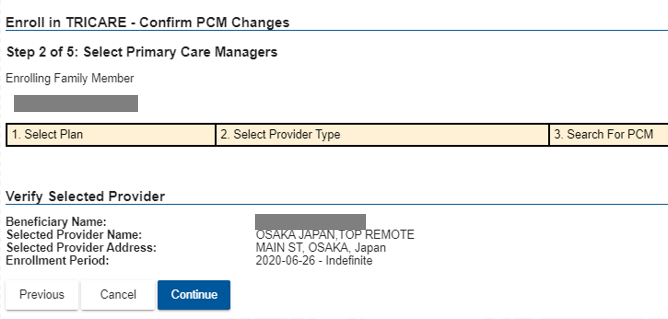 Enroll in TRICARE - Confirm PCM Changes
Step 2 of 5: Select Primary Care Managers
Enrolling Family Member
1. Select Plan 2. Select Provider Type 3. Search For PCM
Verify Selected Provider
Beneficiary Name:
Selected Provider Name: OSAKA JAPAN,TOP REMOTE
Selected Provider Address: MAIN ST, OSAKA, Japan
Enrollment Period: 2020-06-26 - Indefinite
Previous Cancel Continue